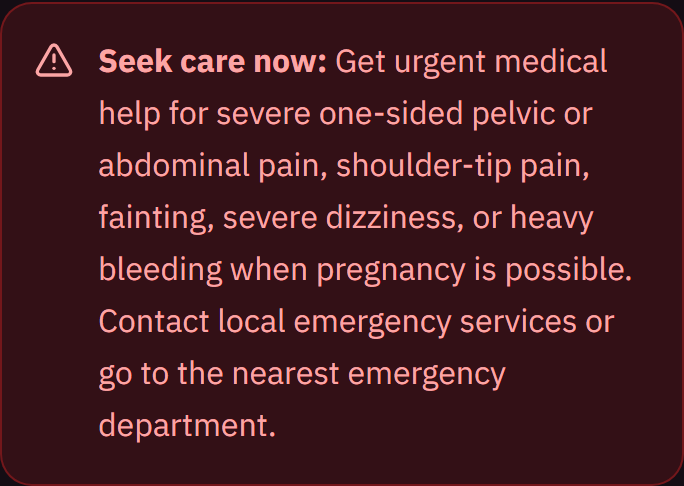 Seek care now: Get urgent medical
help for severe one-sided pelvic or
abdominal pain, shoulder-tip pain,
fainting, severe dizziness, or heavy
bleeding when pregnancy is possible.
Contact local emergency services or
go to the nearest emergency
department.